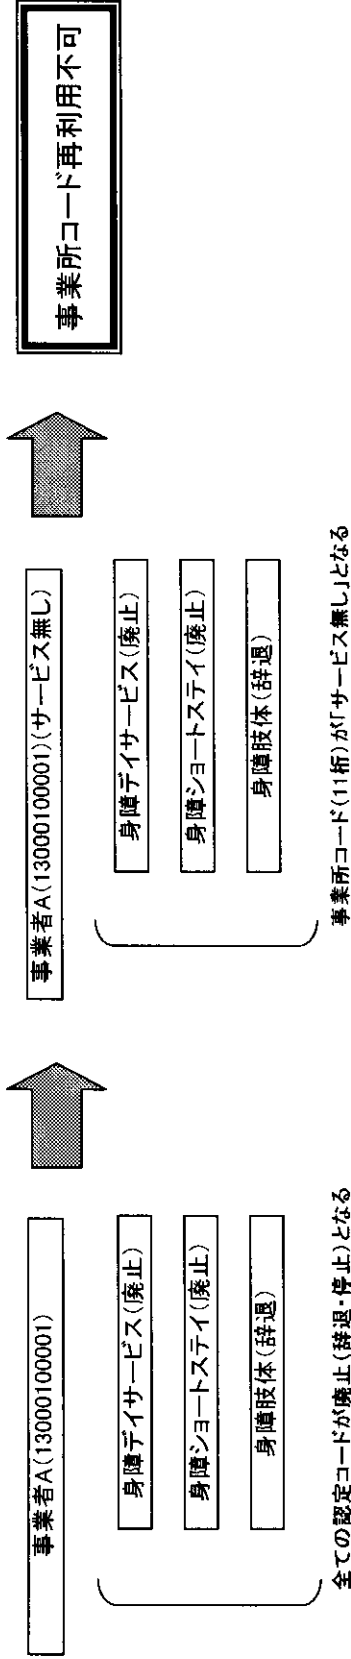 事業者A(13000100001)
身障デイサービス(廃止)
身障ショートステイ(廃止)
身障肢体(辞退)
全ての認定コードが廃止(辞退・停止)となる
事業者A(13000100001)(サービス無し)
身障デイサービス(廃止)
身障ショートステイ(廃止)
身障肢体(辞退)
事業所コード(11桁)が「サービス無し」となる
事業所コード再利用不可